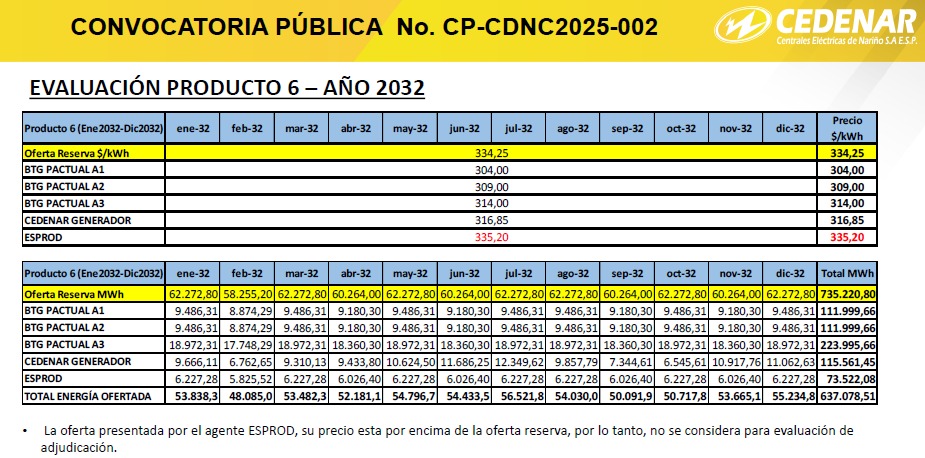 CONVOCATORIA PÚBLICA No. CP-CDNC2025-002
CEDENAR
Centrales Eléctricas de Nariño S.A E.S.P.
EVALUACIÓN PRODUCTO 6 – AÑO 2032
Producto 6 (Ene2032-Dic2032) ene-32 feb-32 mar-32 abr-32 may-32 jun-32 jul-32 ago-32 sep-32 oct-32 nov-32 dic-32 Precio $/kWh
Oferta Reserva $/kWh 334,25 334,25
BTG PACTUAL A1 304,00 304,00
BTG PACTUAL A2 309,00 309,00
BTG PACTUAL A3 314,00 314,00
CEDENAR GENERADOR 316,85 316,85
ESPROD 335,20 335,20
Producto 6 (Ene2032-Dic2032) ene-32 feb-32 mar-32 abr-32 may-32 jun-32 jul-32 ago-32 sep-32 oct-32 nov-32 dic-32 Total MWh
Oferta Reserva MWh 62.272,80 58.255,20 62.272,80 60.264,00 62.272,80 60.264,00 62.272,80 62.272,80 60.264,00 62.272,80 60.264,00 62.272,80 735.220,80
BTG PACTUAL A1 9.486,31 8.874,29 9.486,31 9.180,30 9.486,31 9.180,30 9.486,31 9.486,31 9.180,30 9.486,31 9.180,30 9.486,31 111.999,66
BTG PACTUAL A2 9.486,31 8.874,29 9.486,31 9.180,30 9.486,31 9.180,30 9.486,31 9.486,31 9.180,30 9.486,31 9.180,30 9.486,31 111.999,66
BTG PACTUAL A3 18.972,31 17.748,29 18.972,31 18.360,30 18.972,31 18.360,30 18.972,31 18.972,31 18.360,30 18.972,31 18.360,30 18.972,31 223.995,66
CEDENAR GENERADOR 9.666,11 6.762,65 9.310,13 9.433,80 10.624,50 11.686,25 12.349,62 9.857,79 7.344,61 6.545,61 10.917,76 11.062,63 115.561,45
ESPROD 6.227,28 5.825,52 6.227,28 6.026,40 6.227,28 6.026,40 6.227,28 6.227,28 6.026,40 6.227,28 6.026,40 6.227,28 73.522,08
TOTAL ENERGÍA OFERTADA 53.838,3 48.085,0 53.482,3 52.181,1 54.796,7 54.433,5 56.521,8 54.030,0 50.091,9 50.717,8 53.665,1 55.234,8 637.078,51
• La oferta presentada por el agente ESPROD, su precio esta por encima de la oferta reserva, por lo tanto, no se considera para evaluación de
adjudicación.